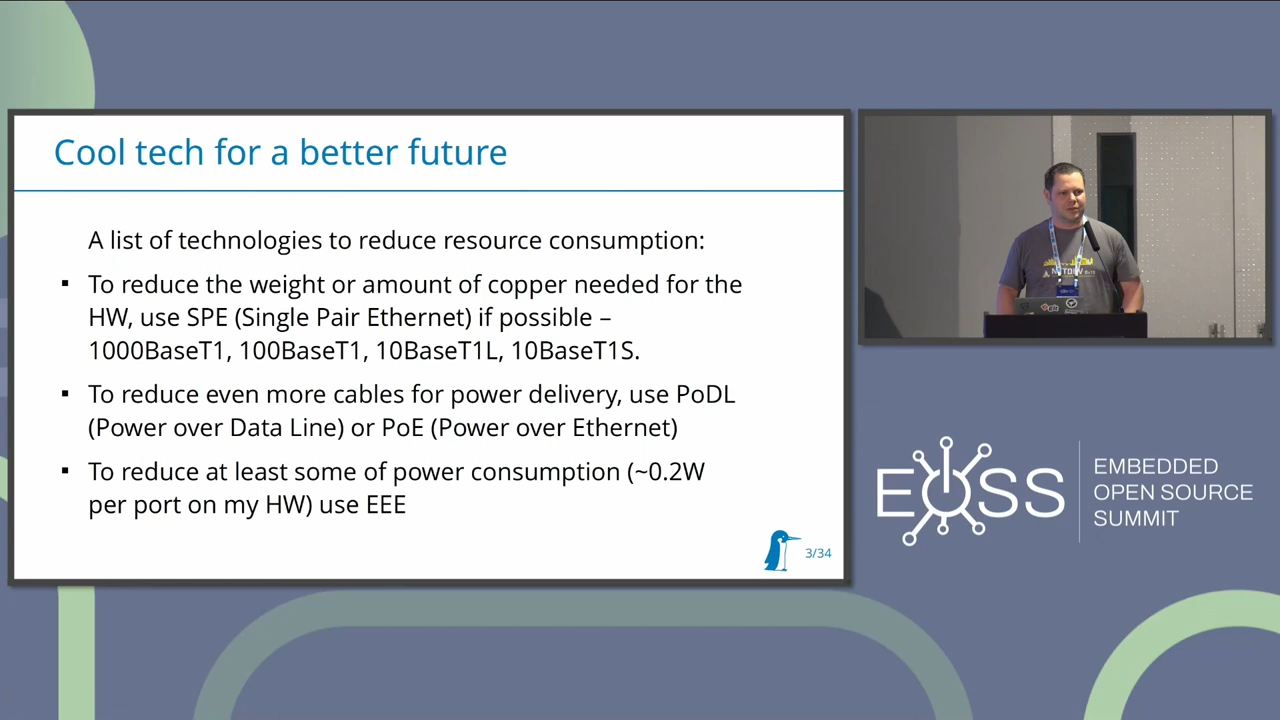 Cool tech for a better future
A list of technologies to reduce resource consumption:
▪ To reduce the weight or amount of copper needed for the
HW, use SPE (Single Pair Ethernet) if possible –
1000BaseT1, 100BaseT1, 10BaseT1L, 10BaseT1S.
▪ To reduce even more cables for power delivery, use PoDL
(Power over Data Line) or PoE (Power over Ethernet)
▪ To reduce at least some of power consumption (~0.2W
per port on my HW) use EEE
3/34
NETDEV
EOSS
EMBEDDED
OPEN SOURCE
SUMMIT